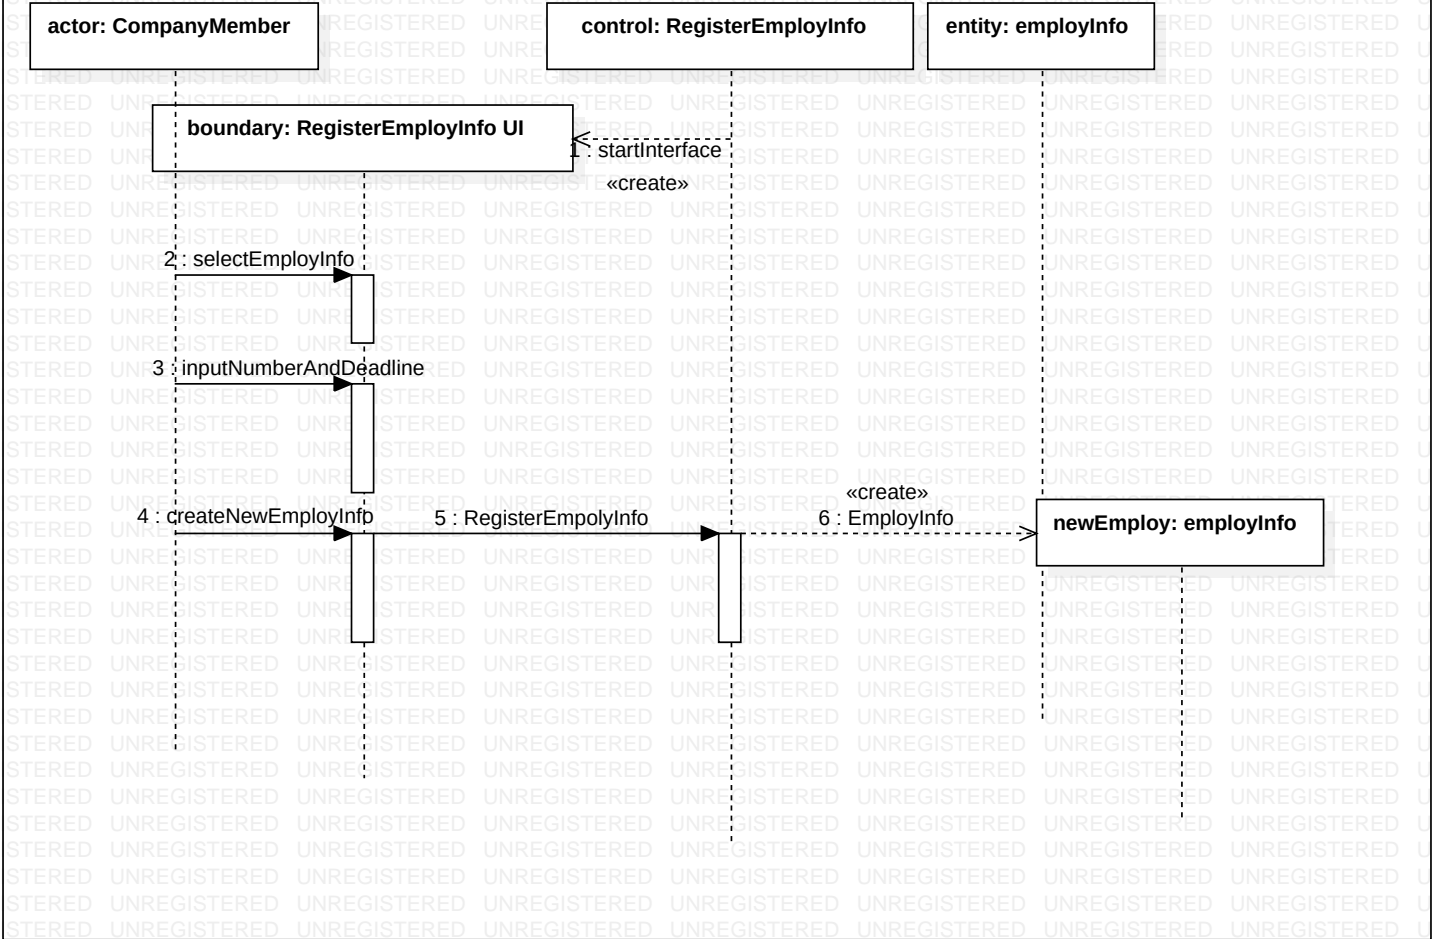 actor: CompanyMember
control: RegisterEmployInfo
entity: employInfo
boundary: RegisterEmployInfo UI
1 : startInterface
«create»
2 : selectEmployInfo
3 : inputNumberAndDeadline
«create»
4 : createNewEmployInfo
5 : RegisterEmpolyInfo
6 : EmployInfo
newEmploy: employInfo
UNREGISTERED